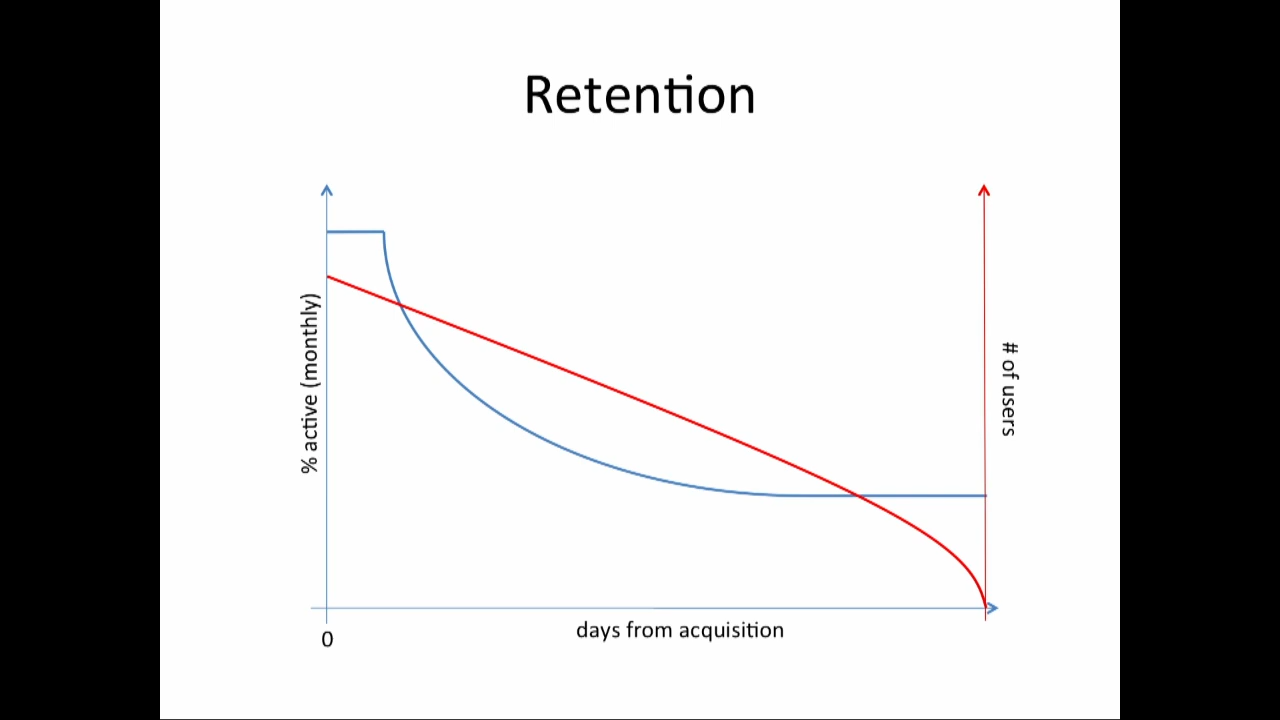 Retention
% active (monthly)
# of users
0
days from acquisition